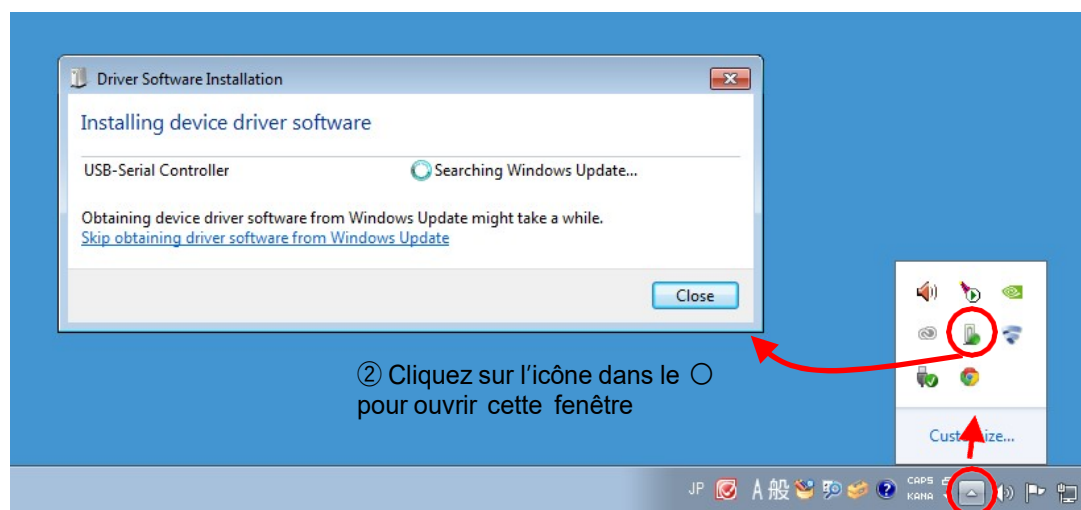 Driver Software Installation
Installing device driver software
USB-Serial Controller Searching Windows Update...
Obtaining device driver software from Windows Update might take a while.
Skip obtaining driver software from Windows Update
Close
② Cliquez sur l'icône dans le ○
pour ouvrir cette fenêtre
JP A 般 CAPS
KANA